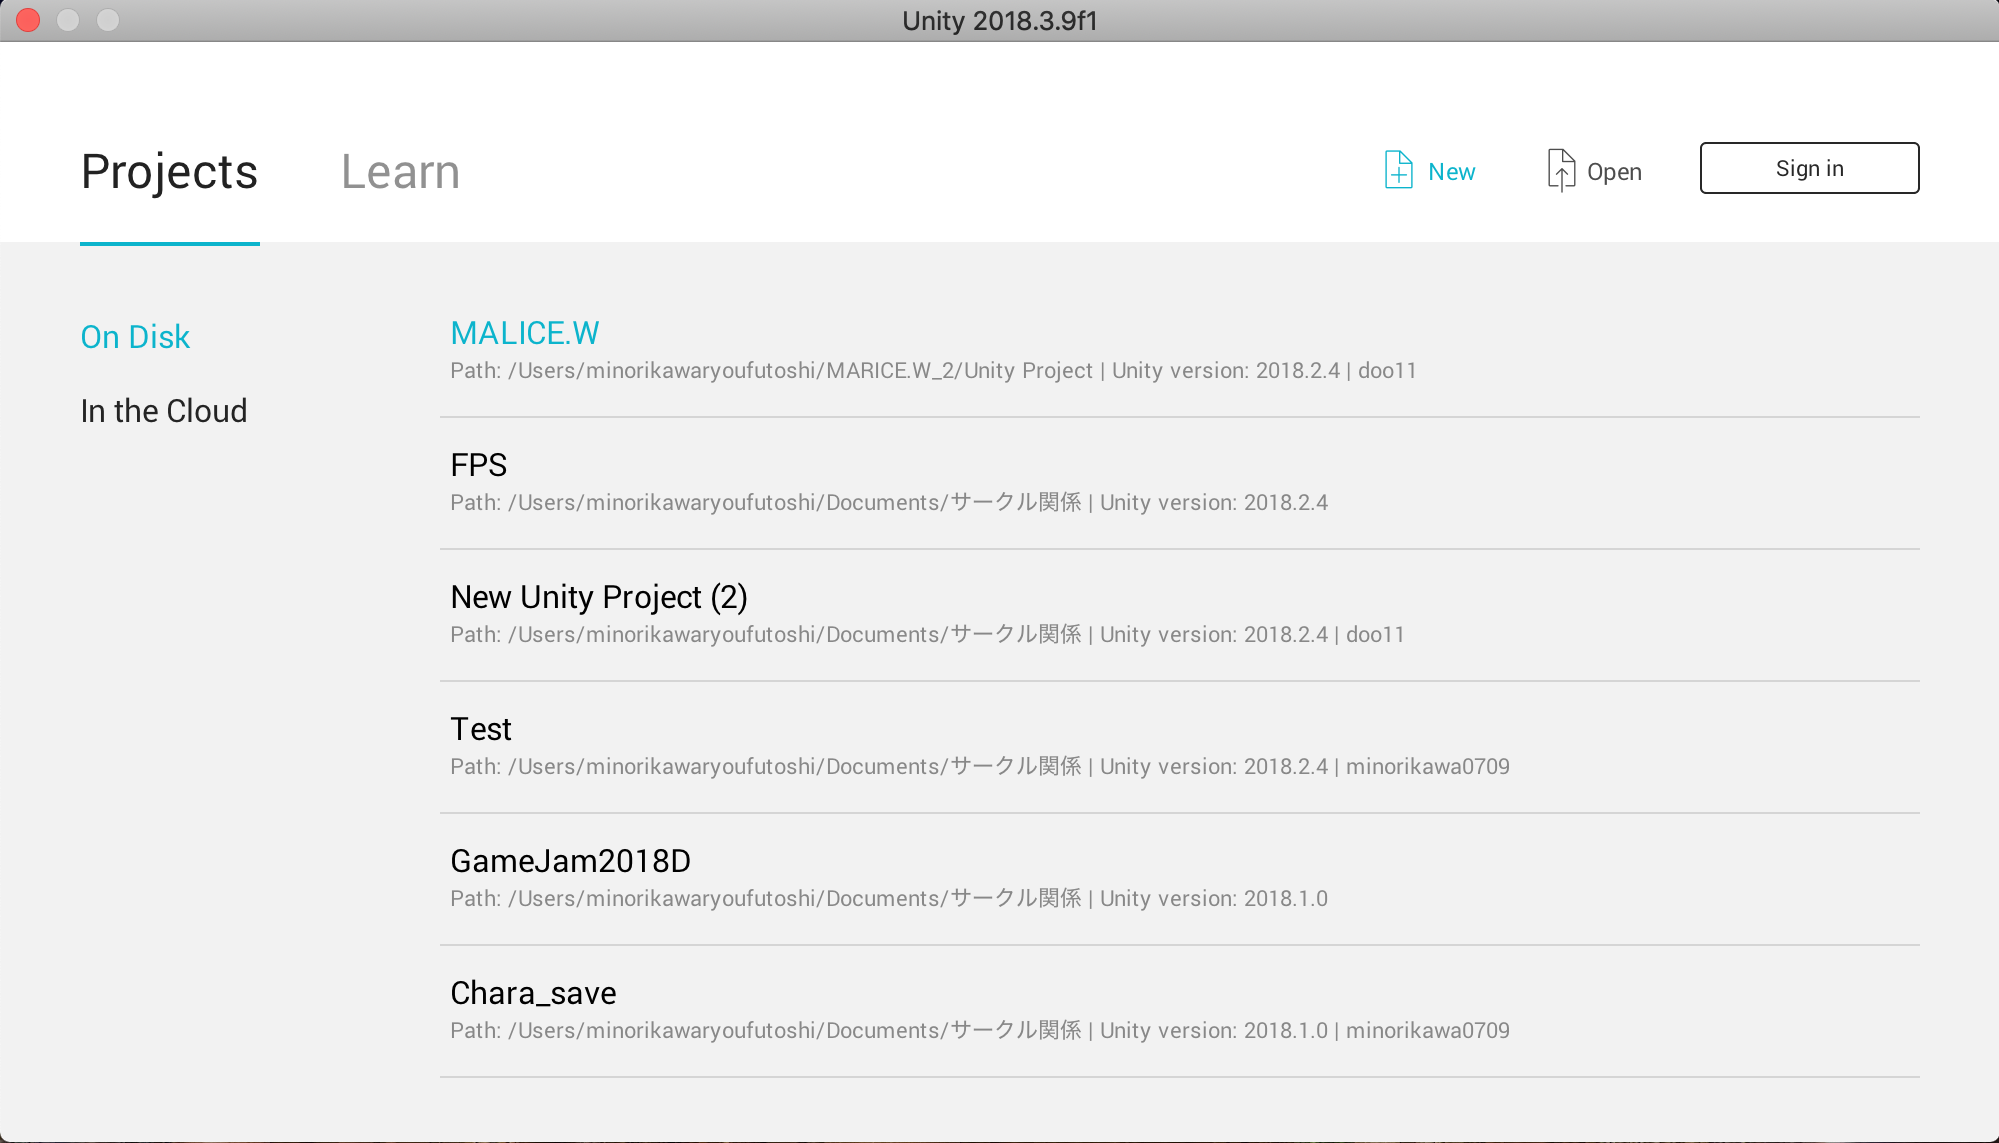 Unity 2018.3.9f1
Projects Learn New Open Sign in
On Disk
In the Cloud
MALICE.W
Path: /Users/minorikawaryoufutoshi/MARICE.W_2/Unity Project | Unity version: 2018.2.4 | doo11
FPS
Path: /Users/minorikawaryoufutoshi/Documents/サークル関係 | Unity version: 2018.2.4
New Unity Project (2)
Path: /Users/minorikawaryoufutoshi/Documents/サークル関係 | Unity version: 2018.2.4 | doo11
Test
Path: /Users/minorikawaryoufutoshi/Documents/サークル関係 | Unity version: 2018.2.4 | minorikawa0709
GameJam2018D
Path: /Users/minorikawaryoufutoshi/Documents/サークル関係 | Unity version: 2018.1.0
Chara_save
Path: /Users/minorikawaryoufutoshi/Documents/サークル関係 | Unity version: 2018.1.0 | minorikawa0709